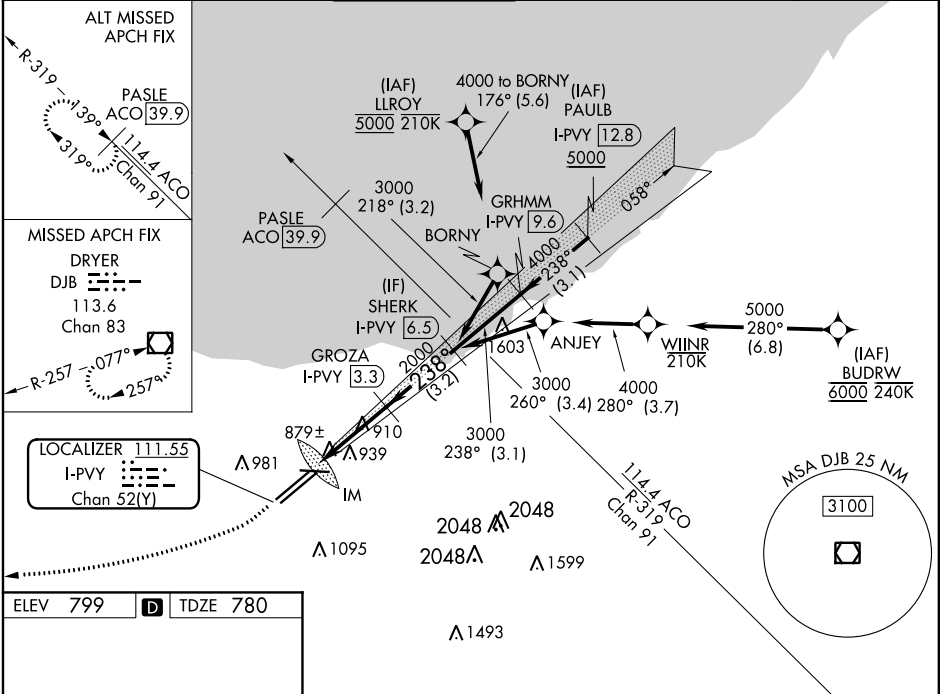 ALT MISSED
APCH FIX
R-319
139°
PASLE
ACO 39.9
319°
114.4 ACO
Chan 91
MISSED APCH FIX
DRYER
DJB
113.6
Chan 83
R-257
077°
257°
LOCALIZER 111.55
I-PVY
Chan 52(Y)
(IAF)
LLROY
5000 210K
4000 to BORNY
176° (5.6)
(IAF)
PAULB
I-PVY 12.8
5000
058°
3000
218° (3.2)
GRHMM
I-PVY 9.6
PASLE
ACO 39.9
BORNY
4000
238°
(3.1)
(IF)
SHERK
I-PVY 6.5
1603
ANJEY
WIINR
210K
5000
280°
(6.8)
(IAF)
BUDRW
6000 240K
GROZA
I-PVY 3.3
2000
238°
(3.2)
3000
260° (3.4)
4000
280° (3.7)
3000
238° (3.1)
879±
910
939
981
IM
114.4 ACO
R-319
Chan 91
MSA DJB 25 NM
3100
2048
2048
2048
1095
1599
1493
ELEV 799
D
TDZE 780